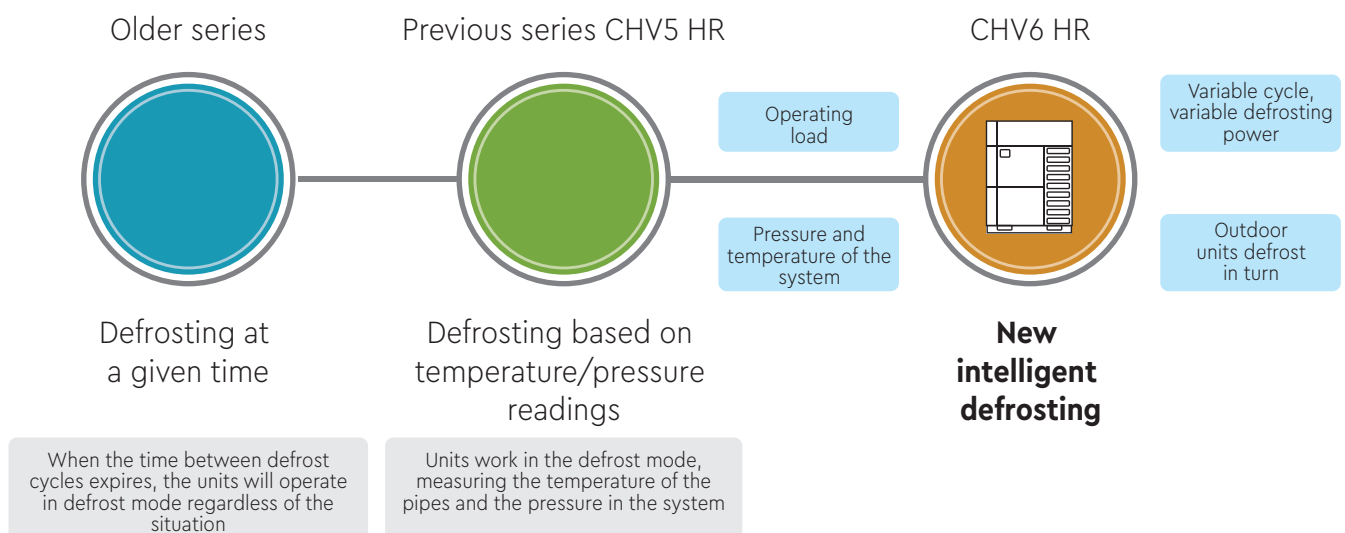 Older series
Previous series CHV5 HR
CHV6 HR
Operating
load
Pressure and
temperature of the
system
Variable cycle,
variable defrosting
power
Outdoor
units defrost
in turn
Defrosting at
a given time
Defrosting based on
temperature/pressure
readings
New
intelligent
defrosting
When the time between defrost
cycles expires, the units will operate
in defrost mode regardless of the
situation
Units work in the defrost mode,
measuring the temperature of the
pipes and the pressure in the system